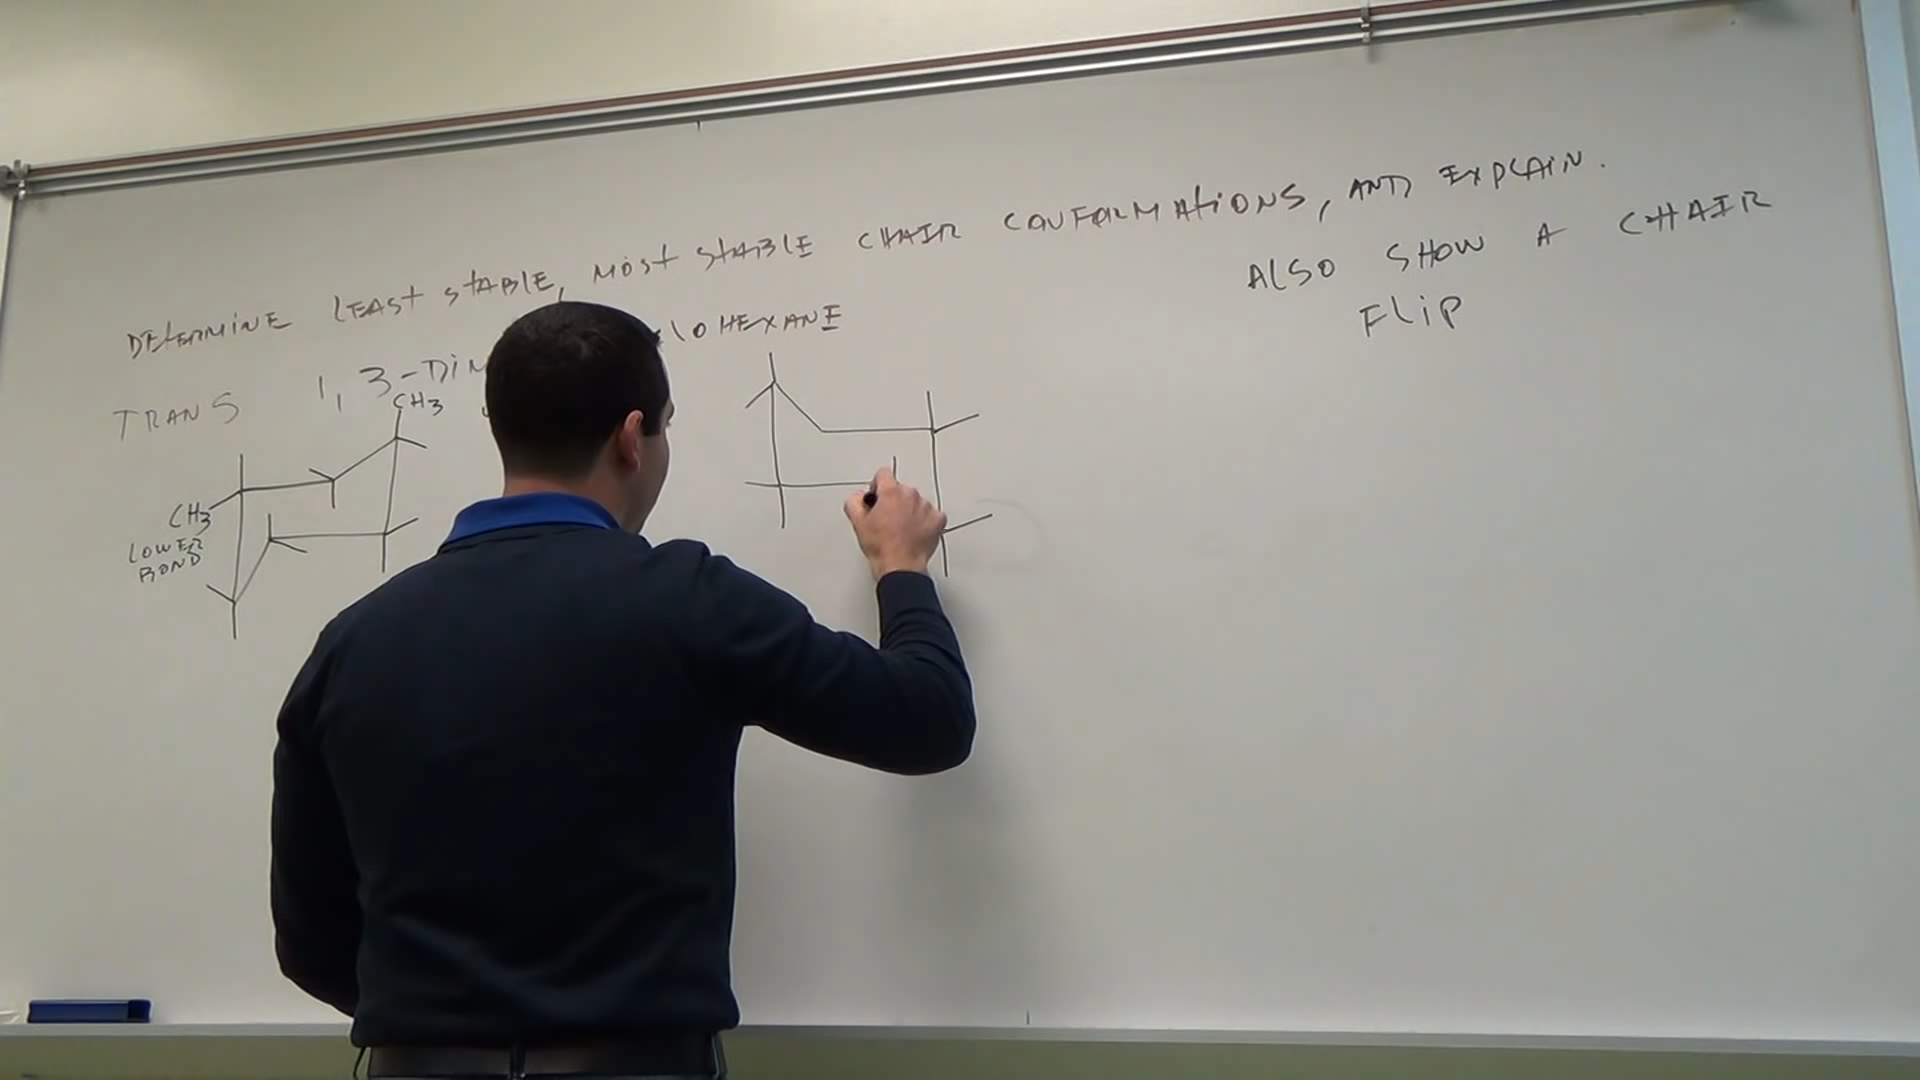 DETERMINE LEAST STABLE, MOST STABLE CHAIR CONFORMATIONS, AND EXPLAIN.
ALSO SHOW A CHAIR
FLIP
TRANS 1,3-DIM LOHEXANE
CH3
CH3
LOWER
BOND